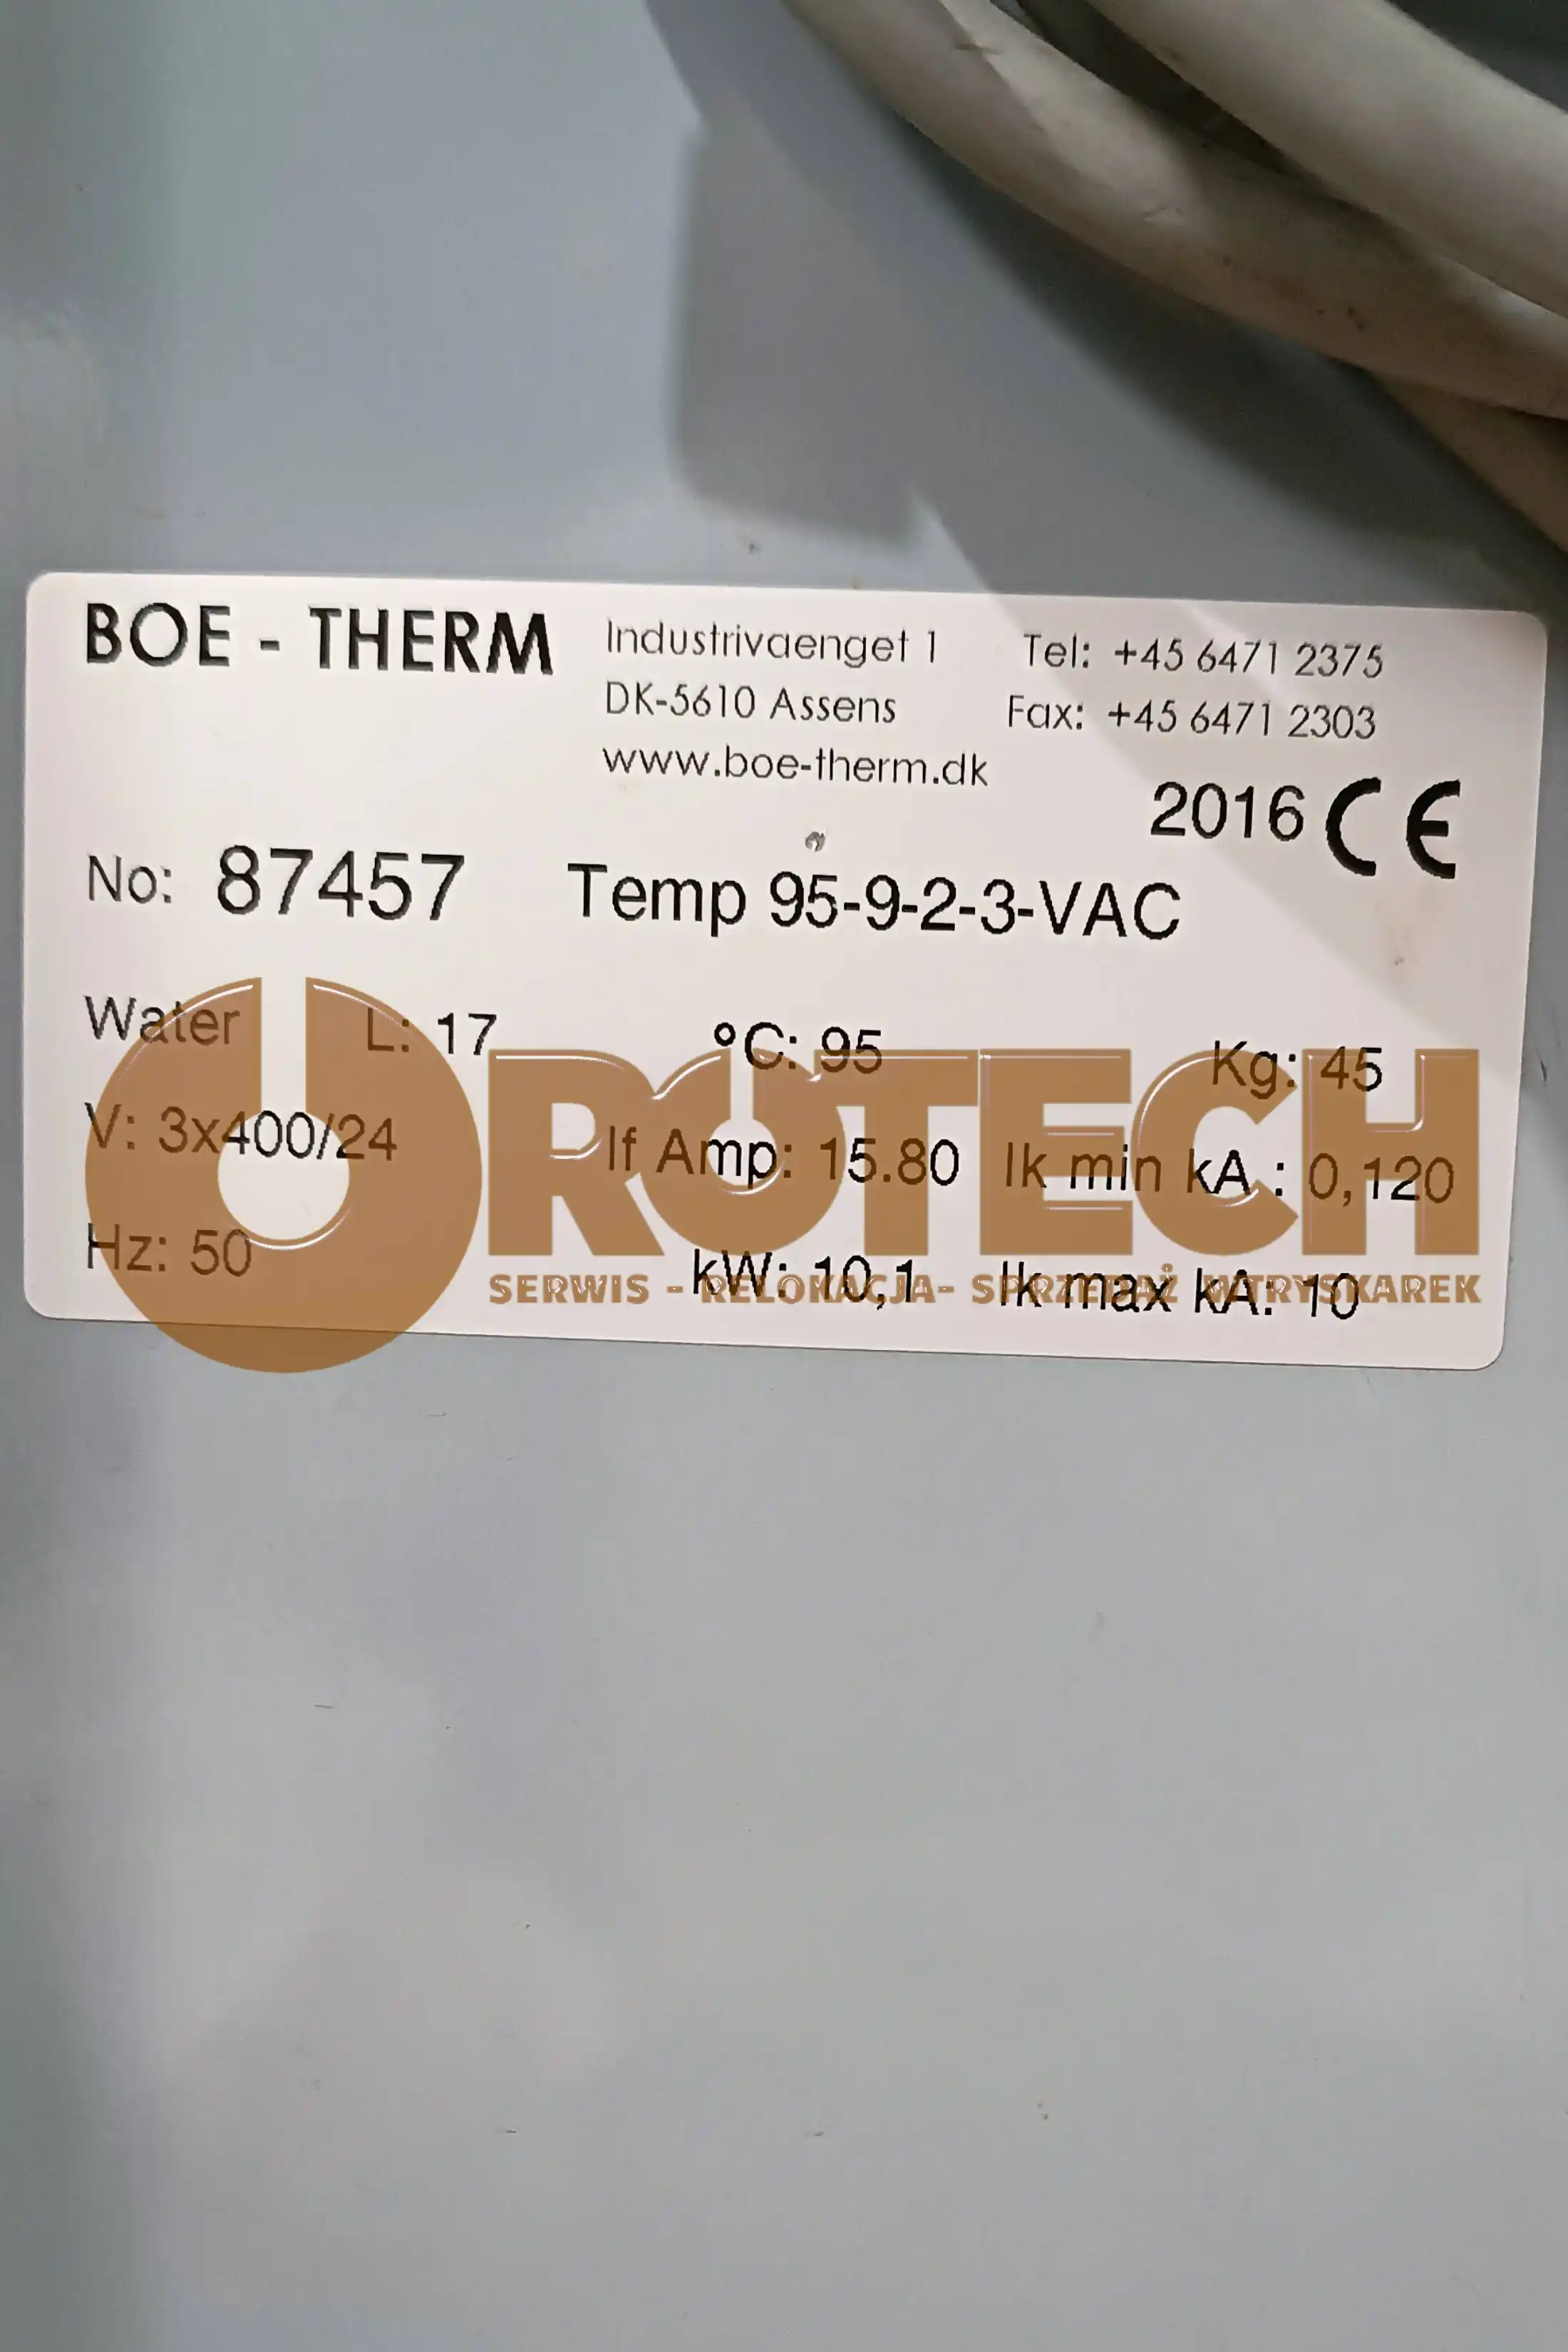 BOE - THERM
Industrivaenget 1
DK-5610 Assens
www.boe-therm.dk
Tel: +45 6471 2375
Fax: +45 6471 2303
2016 CE
No: 87457 Temp 95-9-2-3-VAC
Water L: 17 °C: 95 Kg: 45
V: 3x400/24 If Amp: 15.80 Ik min kA : 0,120
Hz: 50 kW: 10,1 Ik max kA: 10
ROTECH
SERWIS - RELOKACJA- SPRZEDAŻ WTRYSKAREK